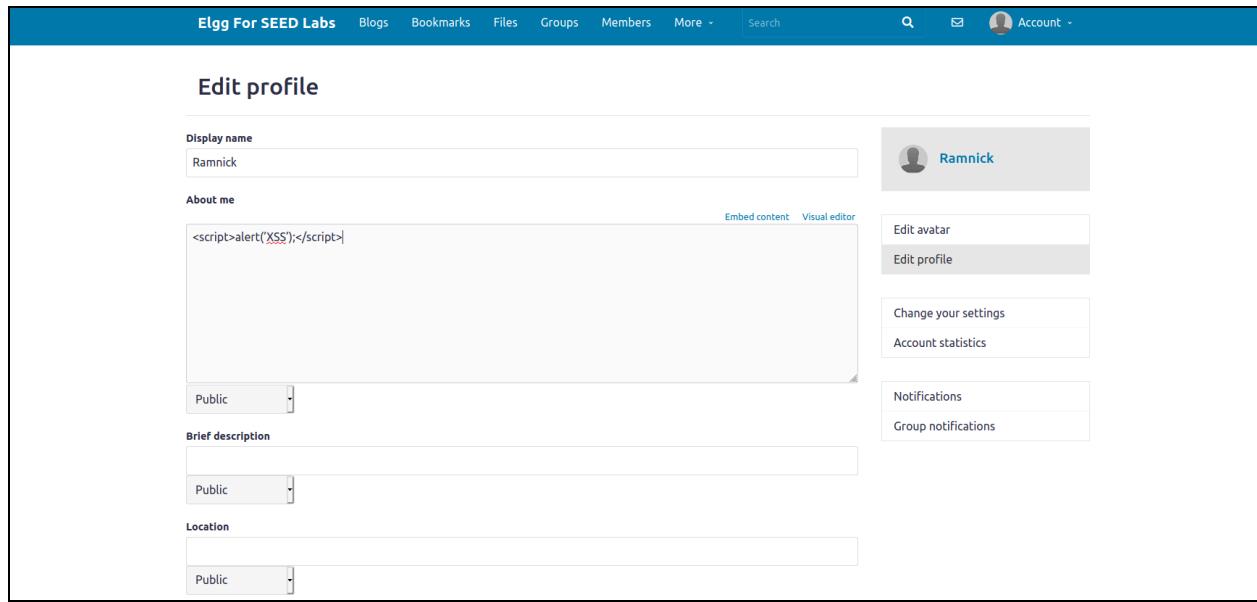 Elgg For SEED Labs Blogs Bookmarks Files Groups Members More Search Account
Edit profile
Display name
Ramnick
About me
Embed content Visual editor
<script>alert('XSS');</script>
Public
Brief description
Public
Location
Public
Ramnick
Edit avatar
Edit profile
Change your settings
Account statistics
Notifications
Group notifications